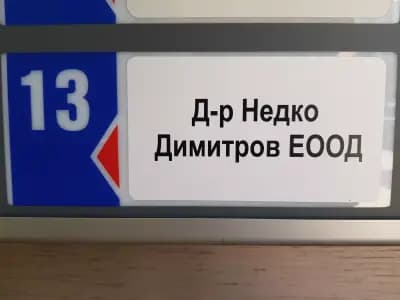 13
Д-р Недко
Димитров ЕООД